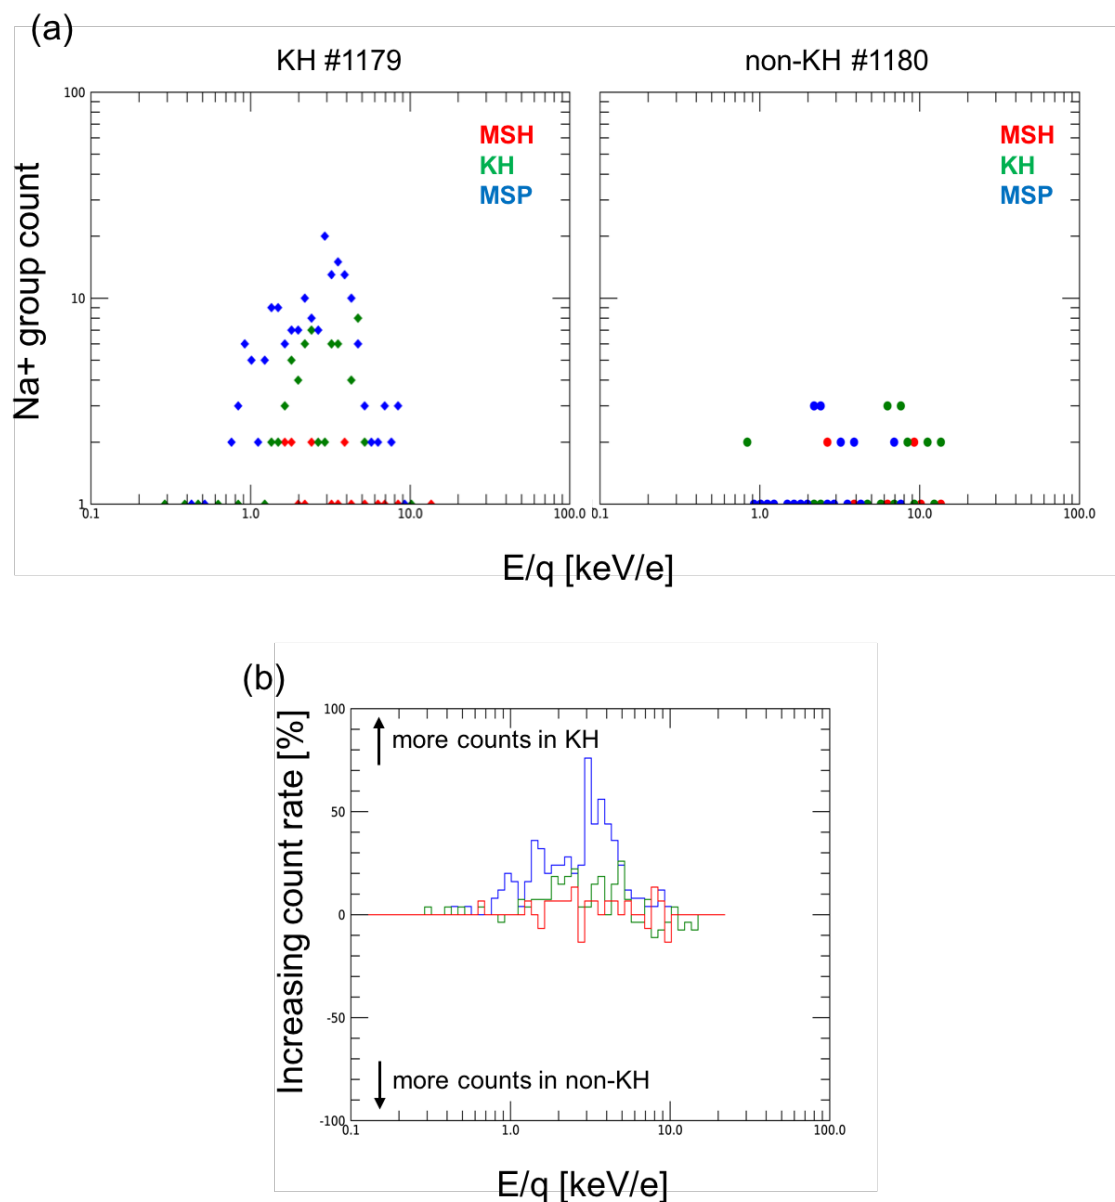 (a)
KH #1179
non-KH #1180
Na+ group count
100
10
1
MSH
KH
MSP
MSH
KH
MSP
0.1 1.0 10.0 100.0
0.1 1.0 10.0 100.0
E/q [keV/e]
(b)
Increasing count rate [%]
100
more counts in KH
50
0
-50
more counts in non-KH
-100
0.1 1.0 10.0 100.0
E/q [keV/e]